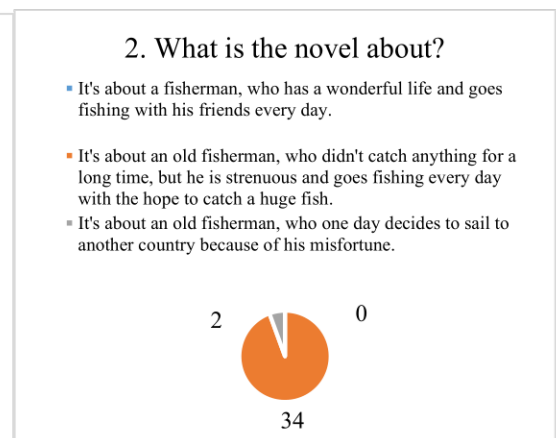 2. What is the novel about?
It's about a fisherman, who has a wonderful life and goes
fishing with his friends every day.
It's about an old fisherman, who didn't catch anything for a
long time, but he is strenuous and goes fishing every day
with the hope to catch a huge fish.
It's about an old fisherman, who one day decides to sail to
another country because of his misfortune.
2
0
34